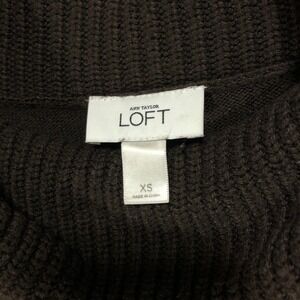 ANN TAYLOR
LOFT
XS
MADE IN CHINA